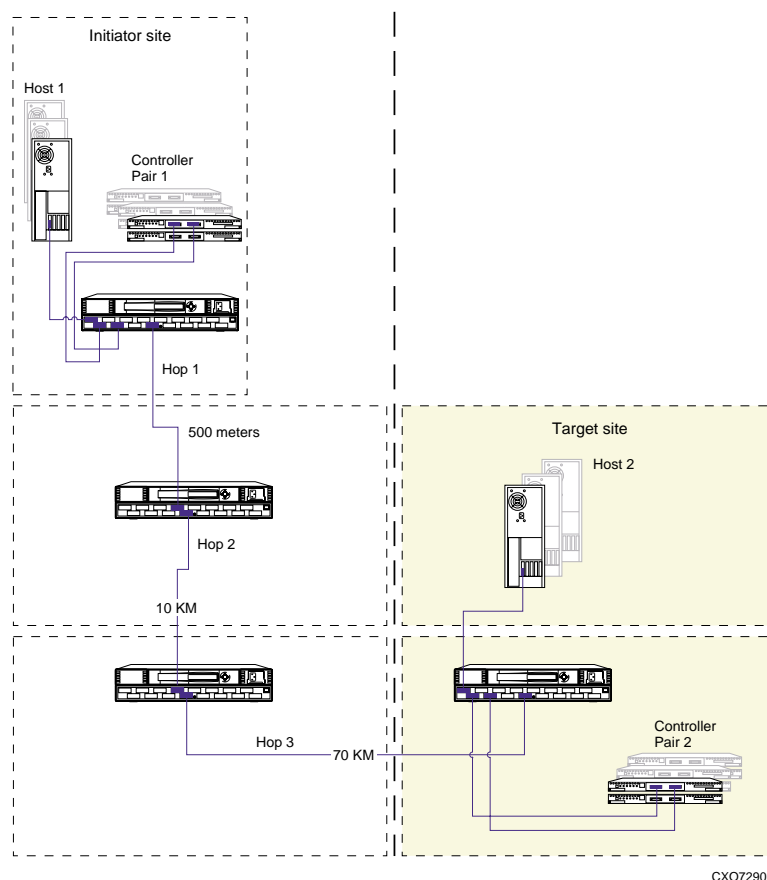 Initiator site
Host 1
Controller
Pair 1
Hop 1
500 meters
Target site
Host 2
Hop 2
10 KM
Hop 3
70 KM
Controller
Pair 2
CXO7290